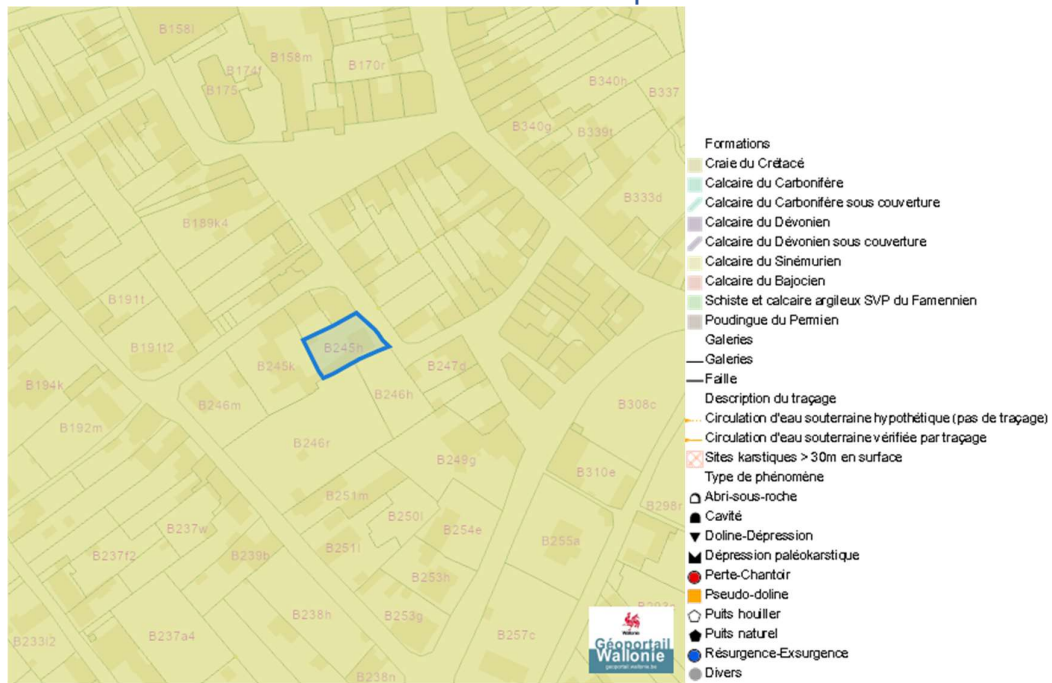 B158l
B158m
B174f
B170r
B175
B340h
B337
B340g
B339t
B333d
B189k4
B191t
B191t2
B245h
B245k
B247d
B194k
B246h
B246m
B308c
B192m
B246r
B249g
B310e
B251m
B298r
B250l
B237w
B254e
B255a
B237f2
B239b
B251l
B253h
B238h
B253g
B257c
B237a4
B233l2
B238n
Wallonie
Géoportail
Wallonie
geoportail.wallonie.be
Formations
Craie du Crétacé
Calcaire du Carbonifère
Calcaire du Carbonifère sous couverture
Calcaire du Dévonien
Calcaire du Dévonien sous couverture
Calcaire du Sinémurien
Calcaire du Bajocien
Schiste et calcaire argileux SVP du Famennien
Poudingue du Permien
Galeries
Galeries
Faille
Description du traçage
Circulation d'eau souterraine hypothétique (pas de traçage)
Circulation d'eau souterraine vérifiée par traçage
Sites karstiques > 30m en surface
Type de phénomène
Abri-sous-roche
Cavité
Doline-Dépression
Dépression paléokarstique
Perte-Chantoir
Pseudo-doline
Puits houiller
Puits naturel
Résurgence-Exsurgence
Divers